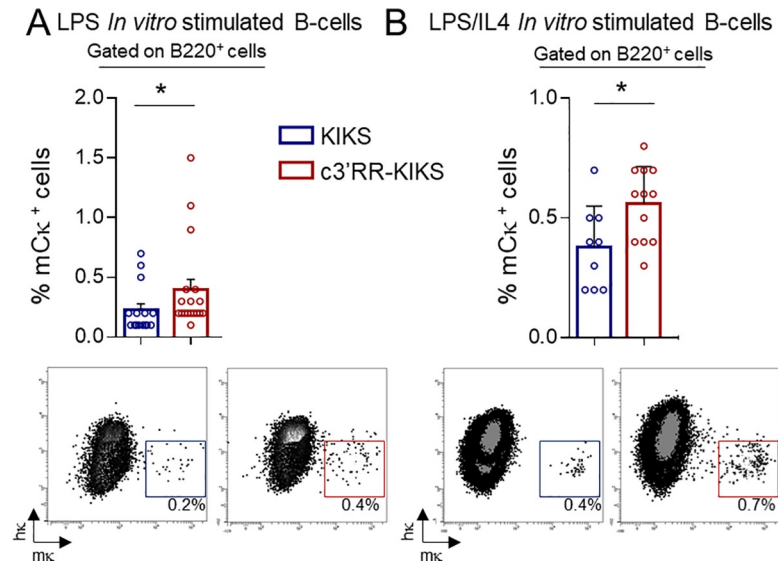 A LPS In vitro stimulated B-cells
Gated on B220+ cells
*
% mCκ + cells
2.0
1.5
1.0
0.5
0.0
KIKS
c3'RR-KIKS
B LPS/IL4 In vitro stimulated B-cells
Gated on B220+ cells
*
% mCκ + cells
1.0
0.5
0.0
0.2%
0.4%
hκ
mκ
0.4%
0.7%
hκ
mκ